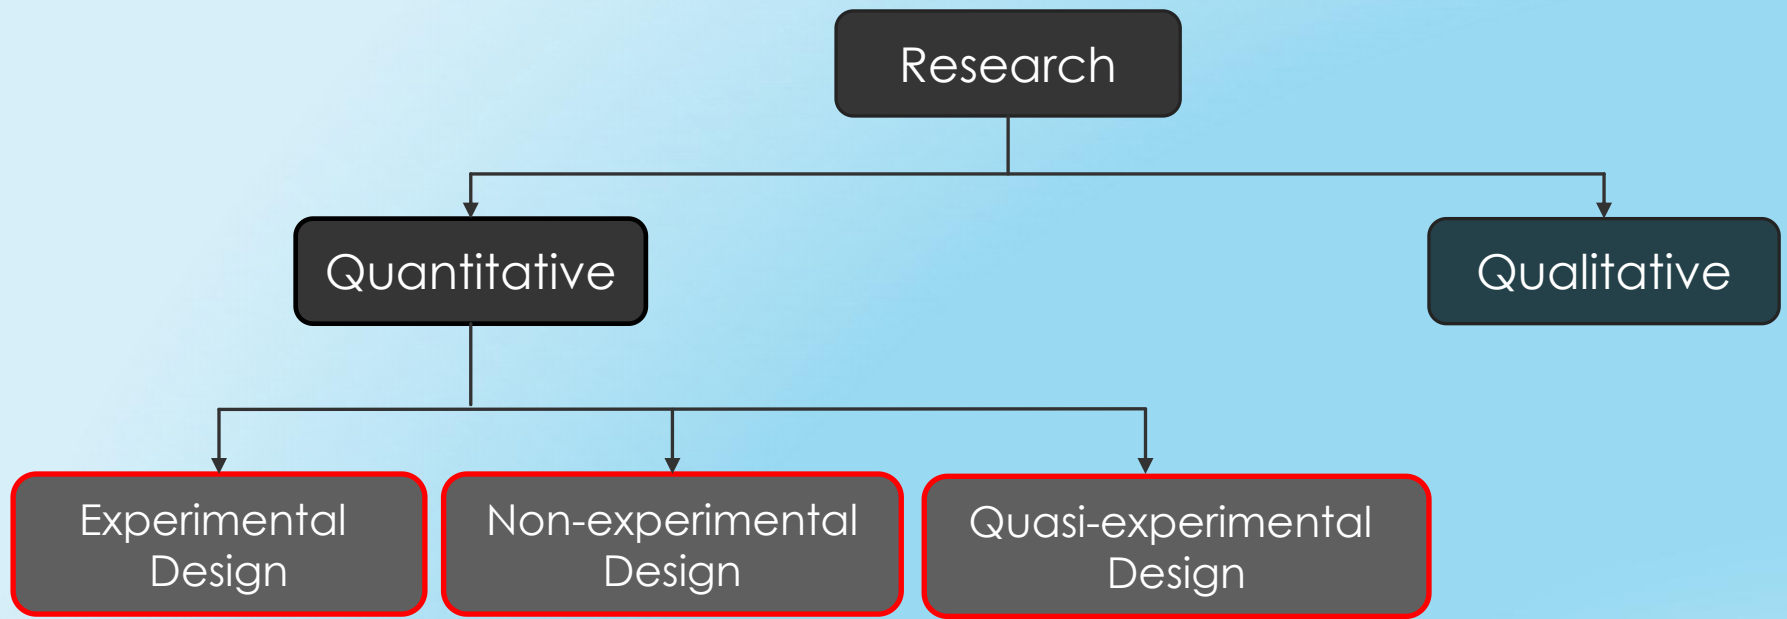 Research
Quantitative
Qualitative
Experimental
Design
Non-experimental
Design
Quasi-experimental
Design